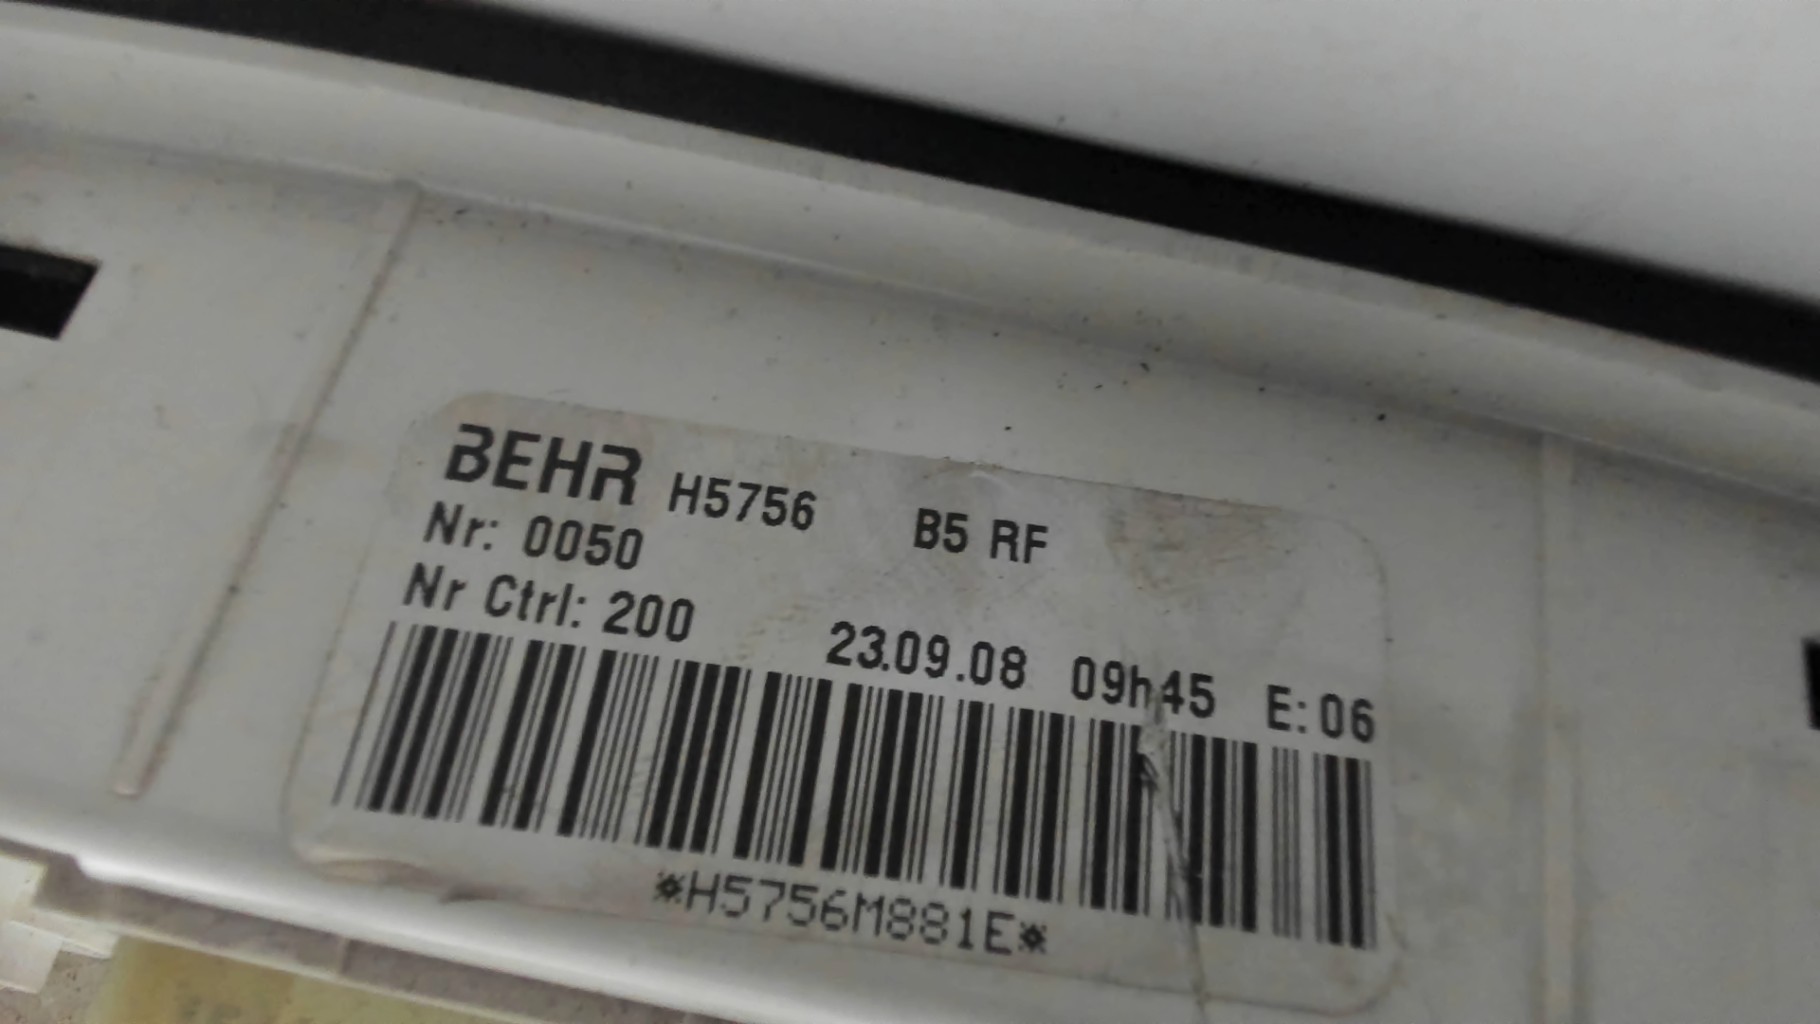 BEHR H5756 B5 RF
Nr: 0050
Nr Ctrl: 200 23.09.08 09h45 E: 06
*H5756M881E*